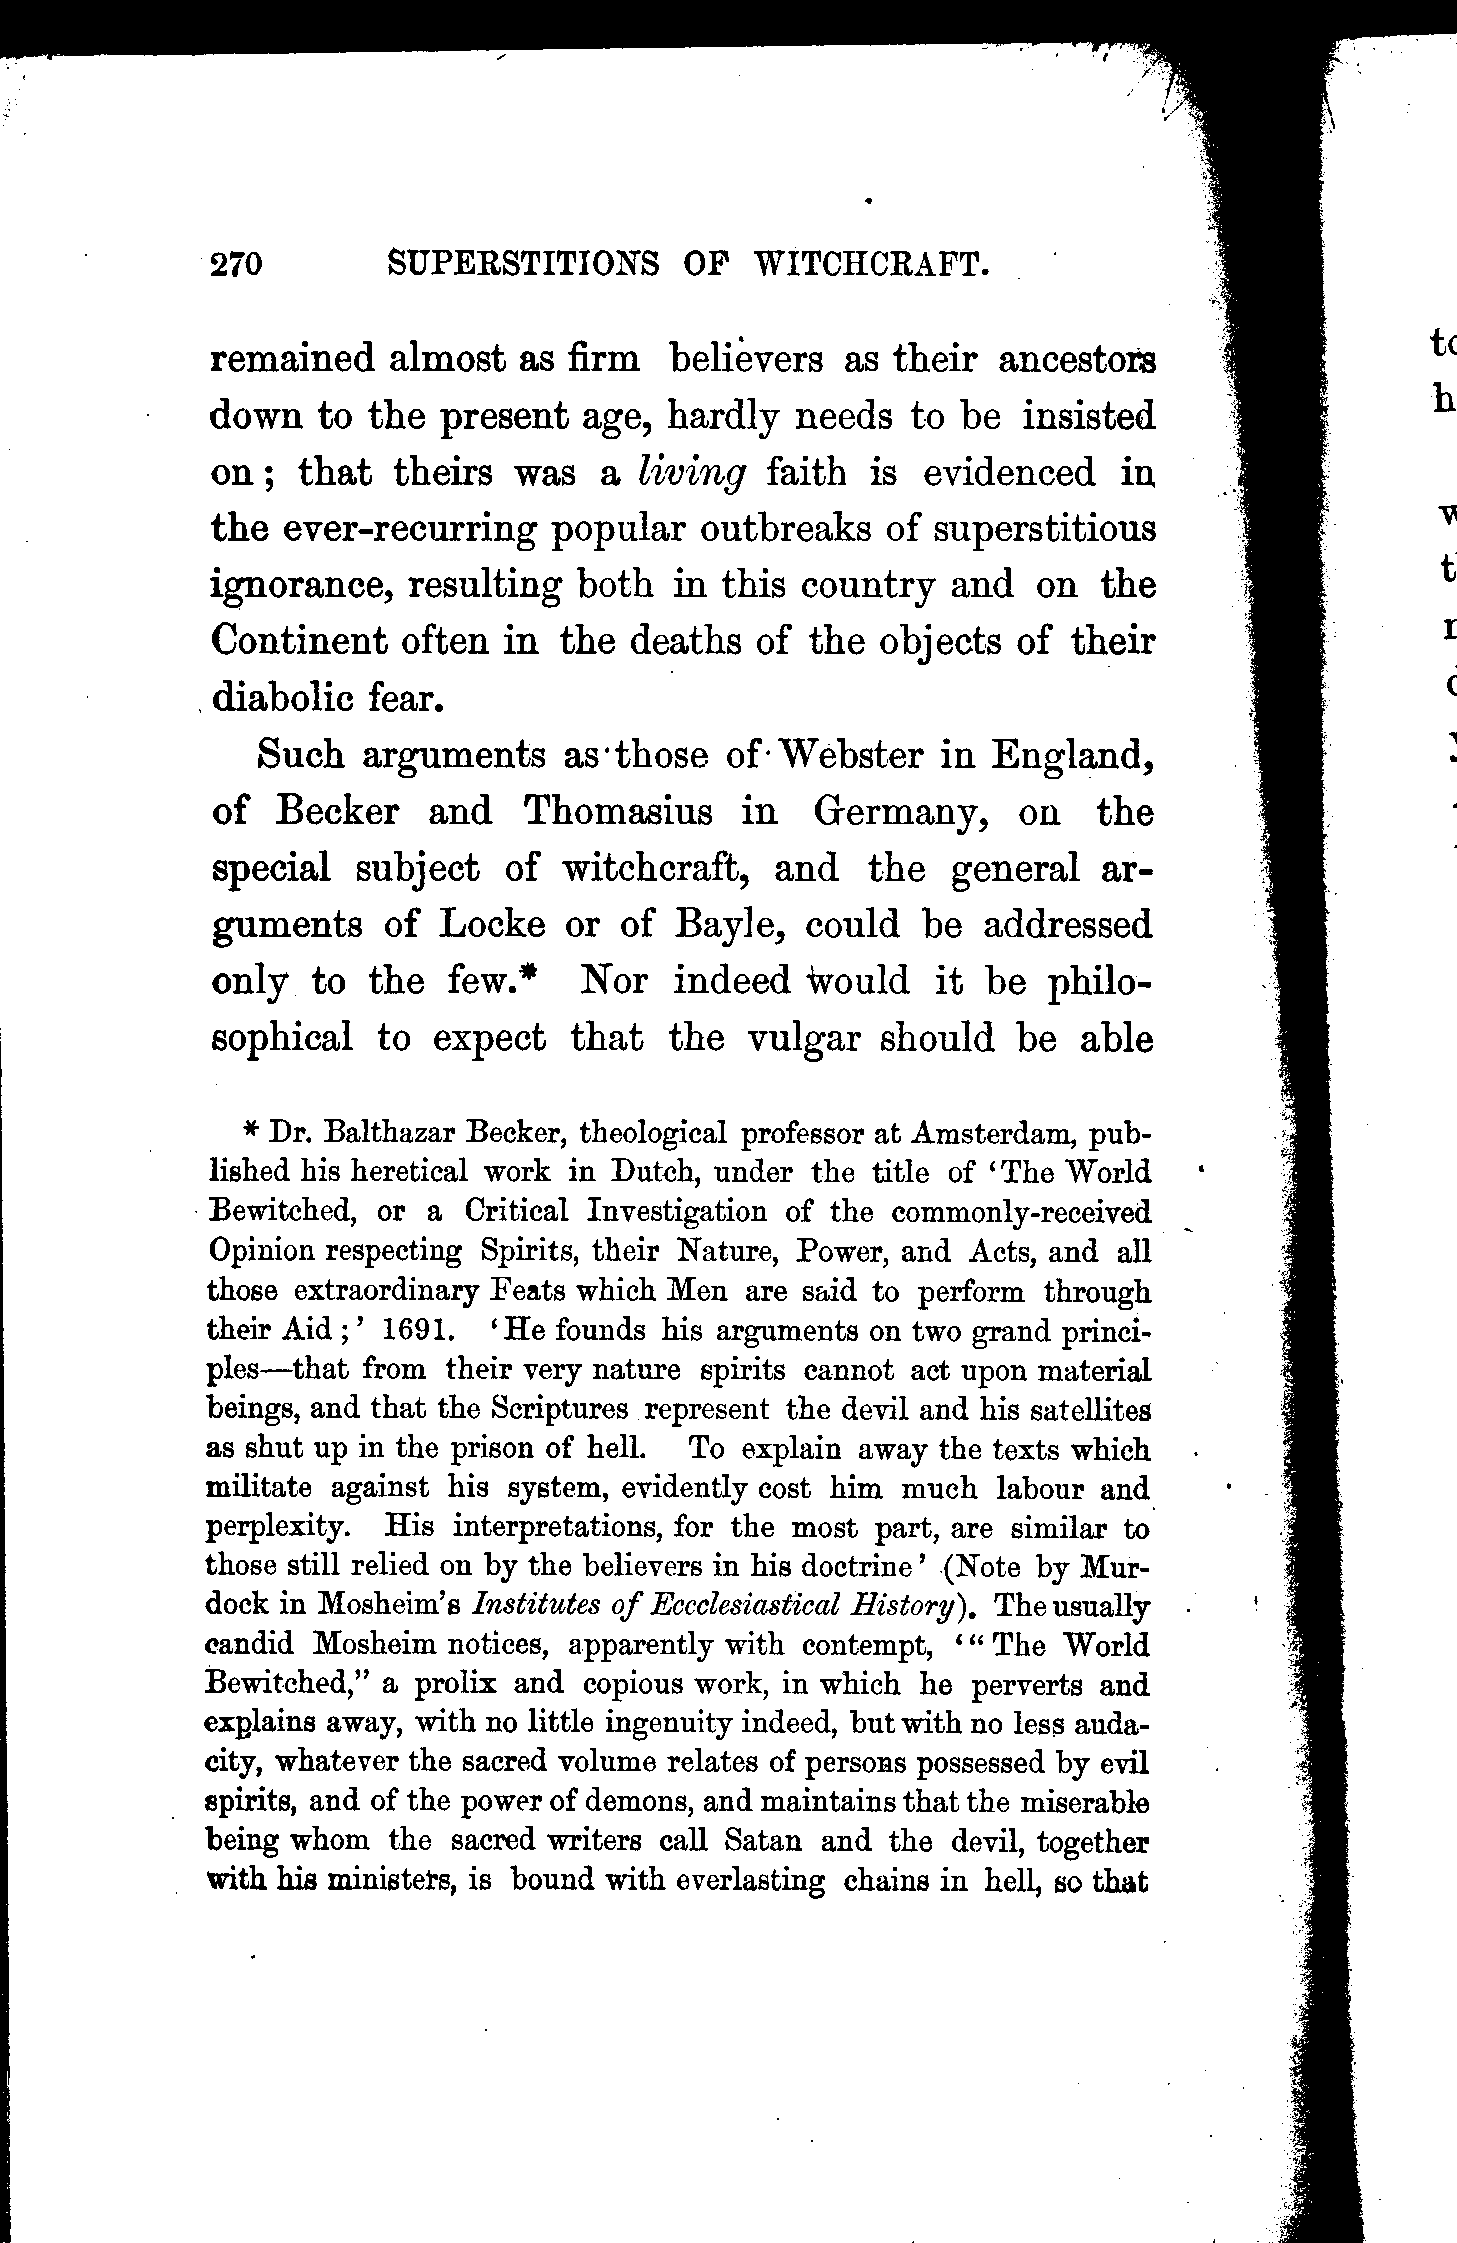 270 SUPERSTITIONS OF WITCHCRAFT.
remained almost as firm believers as their ancestors
down to the present age, hardly needs to be insisted
on; that theirs was a living faith is evidenced in
the ever-recurring popular outbreaks of superstitious
ignorance, resulting both in this country and on the
Continent often in the deaths of the objects of their
diabolic fear.
Such arguments as those of Webster in England,
of Becker and Thomasius in Germany, on the
special subject of witchcraft, and the general ar-
guments of Locke or of Bayle, could be addressed
only to the few.* Nor indeed would it be philo-
sophical to expect that the vulgar should be able
* Dr. Balthazar Becker, theological professor at Amsterdam, pub-
lished his heretical work in Dutch, under the title of ‘The World
Bewitched, or a Critical Investigation of the commonly-received
Opinion respecting Spirits, their Nature, Power, and Acts, and all
those extraordinary Feats which Men are said to perform through
their Aid;’ 1691. ‘He founds his arguments on two grand princi-
ples—that from their very nature spirits cannot act upon material
beings, and that the Scriptures represent the devil and his satellites
as shut up in the prison of hell. To explain away the texts which
militate against his system, evidently cost him much labour and
perplexity. His interpretations, for the most part, are similar to
those still relied on by the believers in his doctrine’ (Note by Mur-
dock in Mosheim's Institutes of Eccclesiastical History). The usually
candid Mosheim notices, apparently with contempt, ‘“The World
Bewitched,” a prolix and copious work, in which he perverts and
explains away, with no little ingenuity indeed, but with no less auda-
city, whatever the sacred volume relates of persons possessed by evil
spirits, and of the power of demons, and maintains that the miserable
being whom the sacred writers call Satan and the devil, together
with his ministers, is bound with everlasting chains in hell, so that